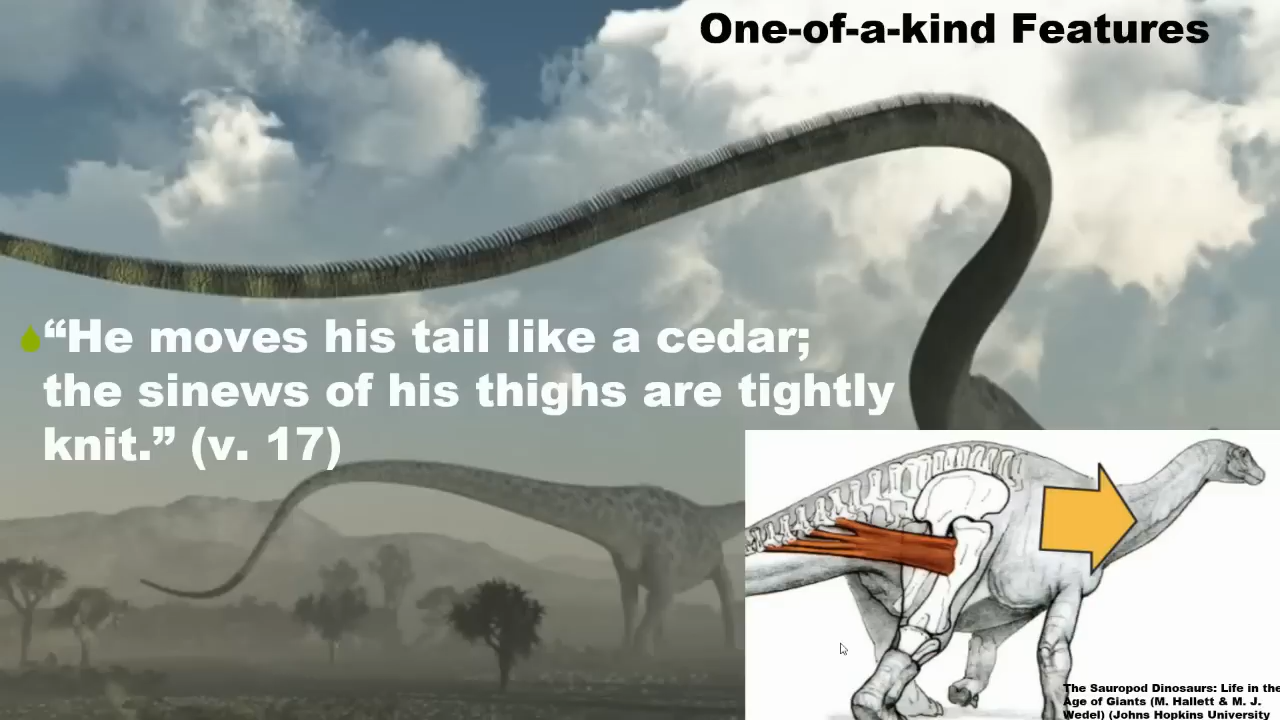 One-of-a-kind Features
“He moves his tail like a cedar;
the sinews of his thighs are tightly
knit.” (v. 17)
The Sauropod Dinosaurs: Life in the
Age of Giants (M. Hallett & M. J.
Wedel) (Johns Hopkins University